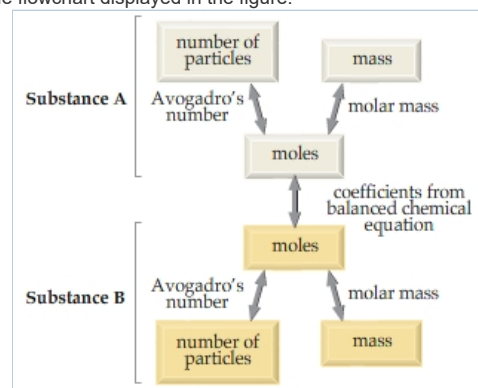 e flowchart displayed in the figure.
number of
particles
mass
Substance A
Avogadro's
number
molar mass
moles
coefficients from
balanced chemical
equation
moles
Substance B
Avogadro's
number
molar mass
number of
particles
mass